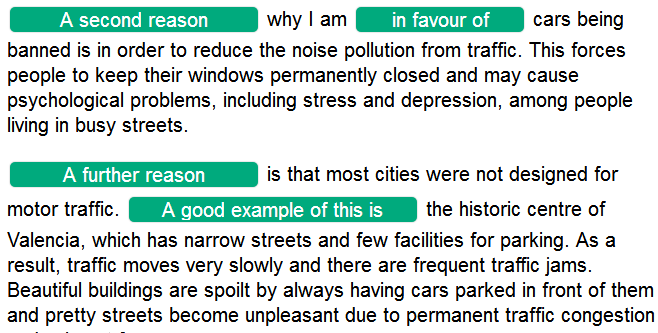 A second reason why I am in favour of cars being
banned is in order to reduce the noise pollution from traffic. This forces
people to keep their windows permanently closed and may cause
psychological problems, including stress and depression, among people
living in busy streets.
A further reason is that most cities were not designed for
motor traffic. A good example of this is the historic centre of
Valencia, which has narrow streets and few facilities for parking. As a
result, traffic moves very slowly and there are frequent traffic jams.
Beautiful buildings are spoilt by always having cars parked in front of them
and pretty streets become unpleasant due to permanent traffic congestion